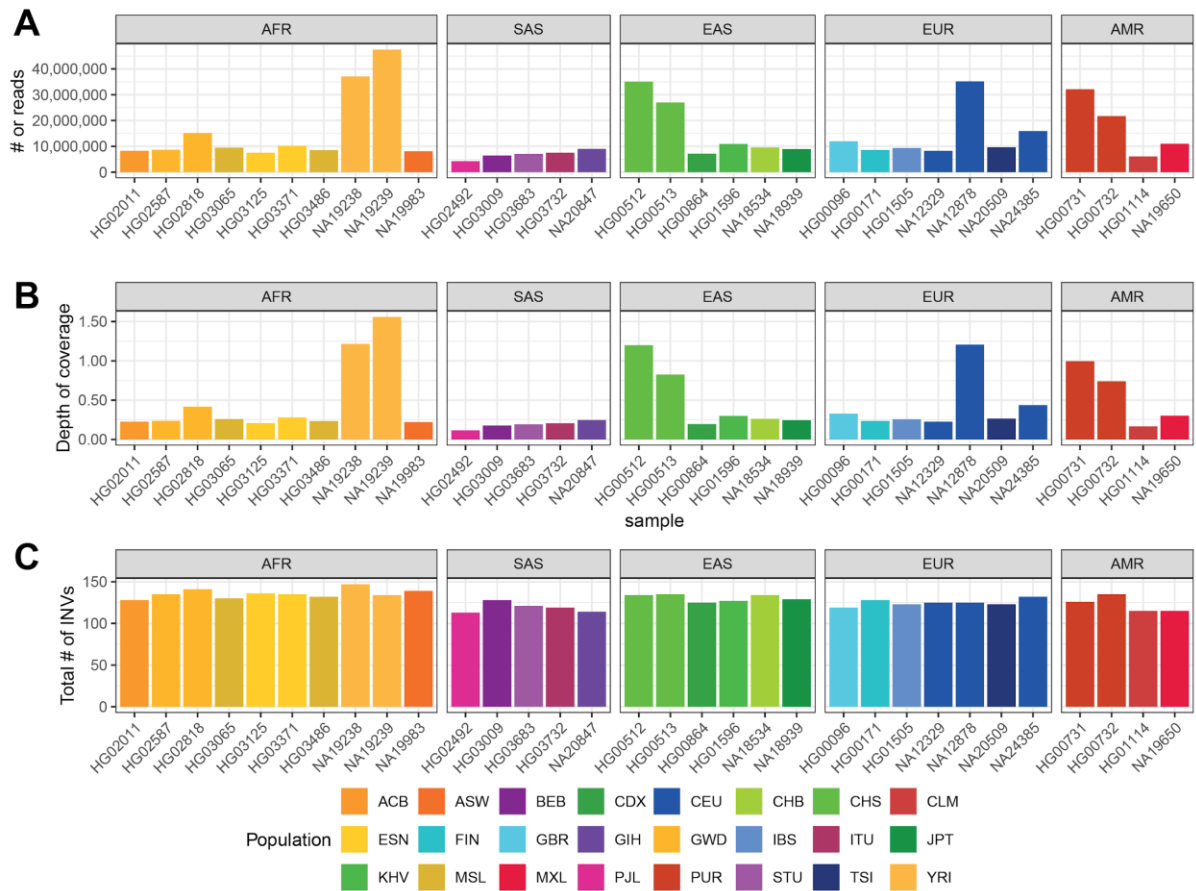 A
AFR SAS EAS EUR AMR
# or reads
40,000,000
30,000,000
20,000,000
10,000,000
0
HG02011 HG02587 HG02818 HG03065 HG03125 HG03371 HG03486 NA19238 NA19239 NA19983 HG02492 HG03009 HG03683 HG03732 NA20847 HG00512 HG00513 HG00864 HG01596 NA18534 NA18939 HG00096 HG00171 HG01505 NA12329 NA12878 NA20509 NA24385 HG00731 HG00732 HG01114 NA19650
B
AFR SAS EAS EUR AMR
Depth of coverage
1.50
1.00
0.50
0.00
HG02011 HG02587 HG02818 HG03065 HG03125 HG03371 HG03486 NA19238 NA19239 NA19983 HG02492 HG03009 HG03683 HG03732 NA20847 HG00512 HG00513 HG00864 HG01596 NA18534 NA18939 HG00096 HG00171 HG01505 NA12329 NA12878 NA20509 NA24385 HG00731 HG00732 HG01114 NA19650
sample
C
AFR SAS EAS EUR AMR
Total # of INVs
150
100
50
0
HG02011 HG02587 HG02818 HG03065 HG03125 HG03371 HG03486 NA19238 NA19239 NA19983 HG02492 HG03009 HG03683 HG03732 NA20847 HG00512 HG00513 HG00864 HG01596 NA18534 NA18939 HG00096 HG00171 HG01505 NA12329 NA12878 NA20509 NA24385 HG00731 HG00732 HG01114 NA19650
ACB ASW BEB CDX CEU CHB CHS CLM
Population ESN FIN GBR GIH GWD IBS ITU JPT
KHV MSL MXL PJL PUR STU TSI YRI